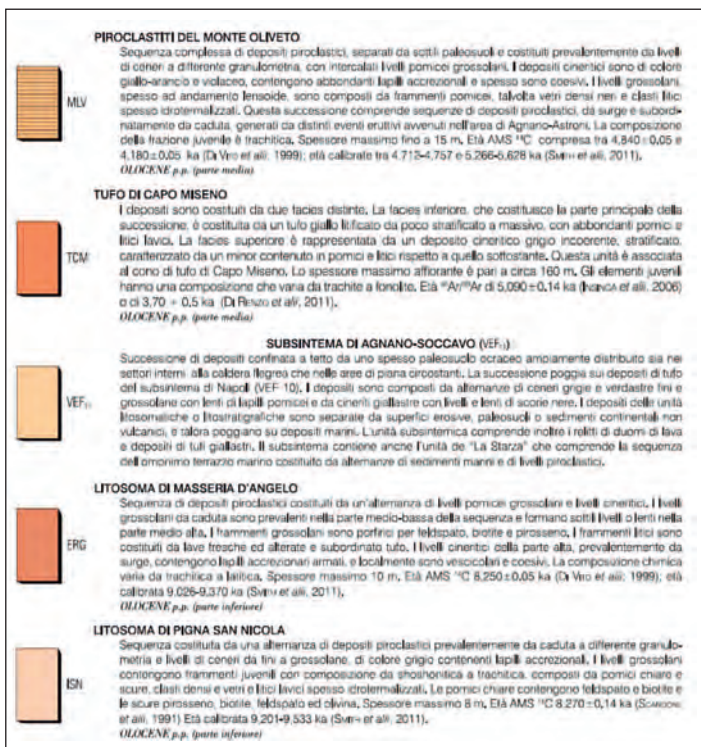 PIROCLASTITI DEL MONTE OLIVETO
Sequenza complessa di depositi piroclastici, separati da sottili paleosuoli e costituiti prevalentemente da livelli
di ceneri a differente granulometria, con intercalati livelli pomicei grossolani. I depositi cineritici sono di colore
giallo-arancio e violaceo, contengono abbondanti lapilli accrezionali e spesso sono coesivi. I livelli grossolani,
spesso ad andamento lensoide, sono composti da frammenti pomicei, talvolta vetri densi neri e clasti litici
spesso idrotermalizzati. Questa successione comprende sequenze di depositi piroclastici, da surge e subordi-
natamente da caduta, generati da distinti eventi eruttivi avvenuti nell'area di Agnano-Astroni. La composizione
della frazione juvenile è trachitica. Spessore massimo fino a 15 m. Età AMS ¹⁴C compresa tra 4,840±0,05 e
4,180±0,05 ka (DI VITO et alii, 1999); età calibrate tra 4.712-4.757 e 5.266-5.628 ka (SMITH et alii, 2011).
OLOCENE p.p. (parte media)
MLV
TUFO DI CAPO MISENO
I depositi sono costituiti da due facies distinte. La facies inferiore, che costituisce la parte principale della
successione, è costituita da un tufo giallo litificato da poco stratificato a massivo, con abbondanti pomici e
litici lavici. La facies superiore è rappresentata da un deposito cineritico grigio incoerente, stratificato,
caratterizzato da un minor contenuto in pomici e litici rispetto a quello sottostante. Questa unità è associata
al cono di tufo di Capo Miseno. Lo spessore massimo affiorante è pari a circa 160 m. Gli elementi juvenili
hanno una composizione che varia da trachite a fonolite. Età ⁴⁰Ar/³⁹Ar di 5,090±0,14 ka (INSINGA et alii, 2006)
o di 3,70 ± 0,5 ka (DI RENZO et alii, 2011).
OLOCENE p.p. (parte media)
TCM
SUBSINTEMA DI AGNANO-SOCCAVO (VEF₁₁)
Successione di depositi confinata a tetto da uno spesso paleosuolo ocraceo ampiamente distribuito sia nei
settori interni alla caldera flegrea che nelle aree di piana circostanti. La successione poggia sui depositi di tufo
del subsintema di Napoli (VEF 10). I depositi sono composti da alternanze di ceneri grigie e verdastre fini e
grossolane con lenti di lapilli pomicei e da cineriti giallastre con livelli e lenti di scorie nere. I depositi delle unità
litosomatiche o litostratigrafiche sono separate da superfici erosive, paleosuoli o sedimenti continentali non
vulcanici, e talora poggiano su depositi marini. L'unità subsintemica comprende inoltre i relitti di duomi di lava
e depositi di tufi giallastri. Il subsintema contiene anche l'unità de "La Starza" che comprende la sequenza
dell'omonimo terrazzo marino costituito da alternanze di sedimenti marini e di livelli piroclastici.
VEF₁₁
LITOSOMA DI MASSERIA D'ANGELO
Sequenza di depositi piroclastici costituiti da un'alternanza di livelli pomicei grossolani e livelli cineritici. I livelli
grossolani da caduta sono prevalenti nella parte medio-bassa della sequenza e formano sottili livelli o lenti nella
parte medio alta. I frammenti grossolani sono porfirici per feldspato, biotite e pirosseno. I frammenti litici sono
costituiti da lave fresche ed alterate e subordinato tufo. I livelli cineritici della parte alta, prevalentemente da
surge, contengono lapilli accrezionali armati, e localmente sono vescicolari e coesivi. La composizione chimica
varia da trachitica a latitica. Spessore massimo 10 m. Età AMS ¹⁴C 8.250±0,05 ka (DI VITO et alii, 1999); età
calibrata 9.026-9.370 ka (SMITH et alii, 2011).
OLOCENE p.p. (parte inferiore)
ERG
LITOSOMA DI PIGNA SAN NICOLA
Sequenza costituita da una alternanza di depositi piroclastici prevalentemente da caduta a differente granulo-
metria e livelli di ceneri da fini a grossolane, di colore grigio contenenti lapilli accrezionali. I livelli grossolani
contengono frammenti juvenili con composizione da shoshonitica a trachitica, composti da pomici chiare e
scure, clasti densi e vetri e litici lavici spesso idrotermalizzati. Le pomici chiare contengono feldspato e biotite e
le scure pirosseno, biotite, feldspato ed olivina. Spessore massimo 8 m. Età AMS ¹⁴C 8.270±0,14 ka (SCANDONE
et alii, 1991) Età calibrata 9.201-9.533 ka (SMITH et alii, 2011).
OLOCENE p.p. (parte inferiore)
ISN